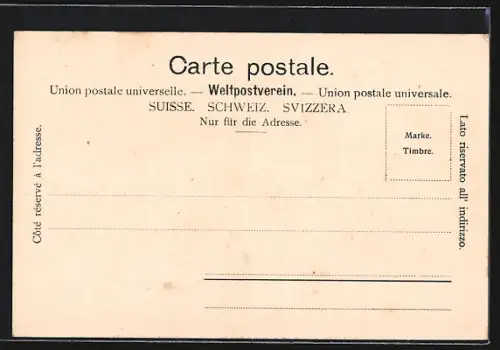 Carte postale.
Union postale universelle. — Weltpostverein. — Union postale universale.
SUISSE. SCHWEIZ. SVIZZERA.
Nur für die Adresse.
Marke.
Timbre.
Côté réservé à l'adresse.
Lato riservato all' indirizzo.